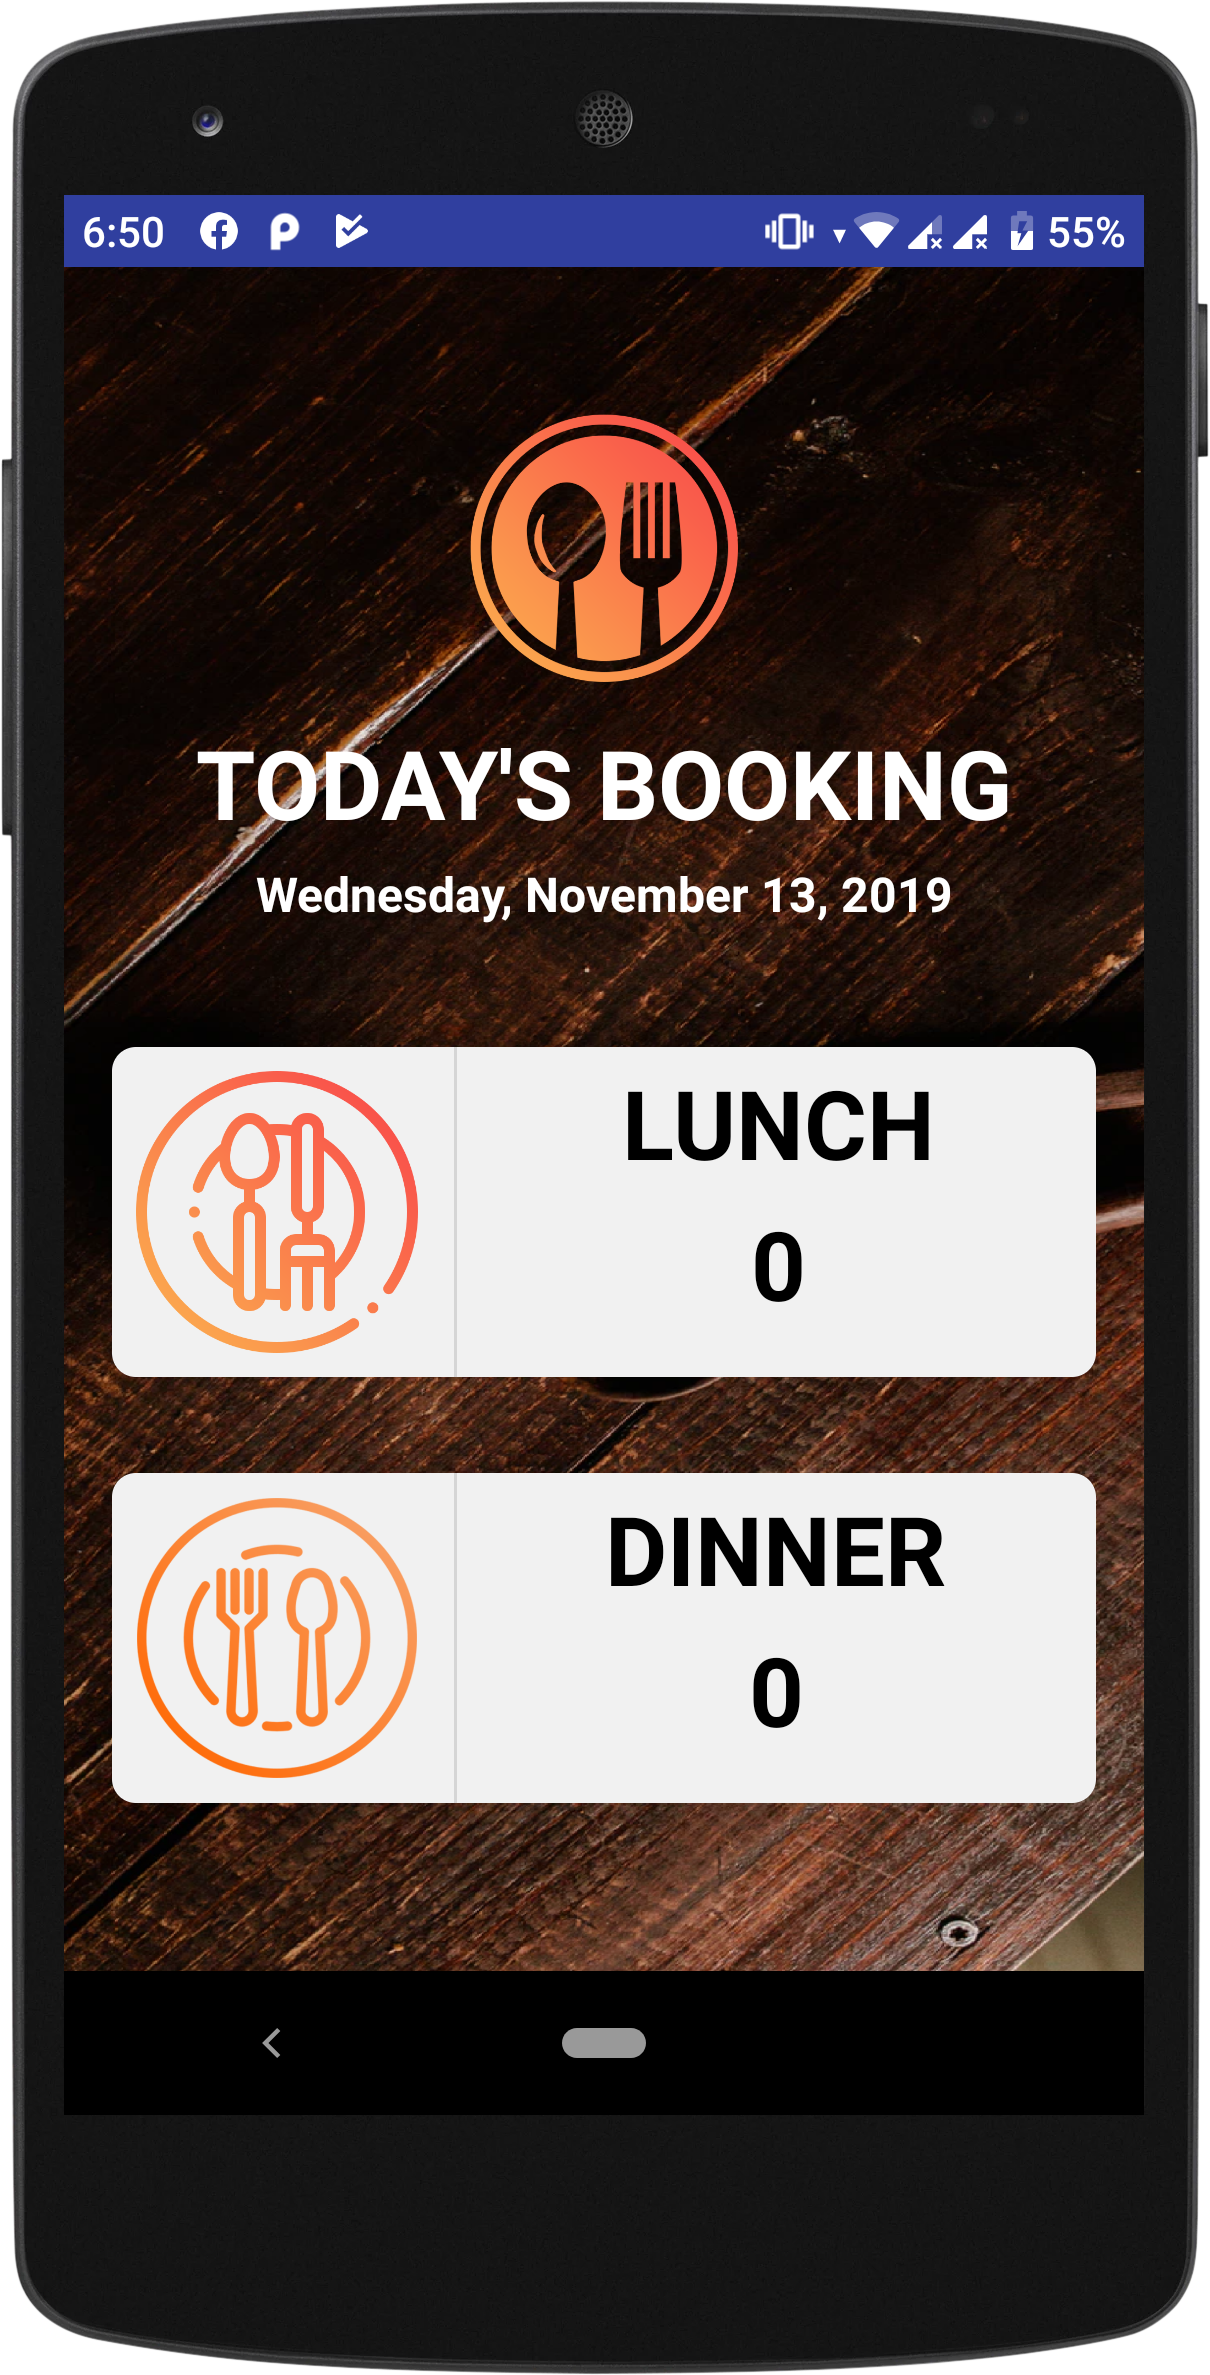 6:50 55%
TODAY'S BOOKING
Wednesday, November 13, 2019
LUNCH
0
DINNER
0